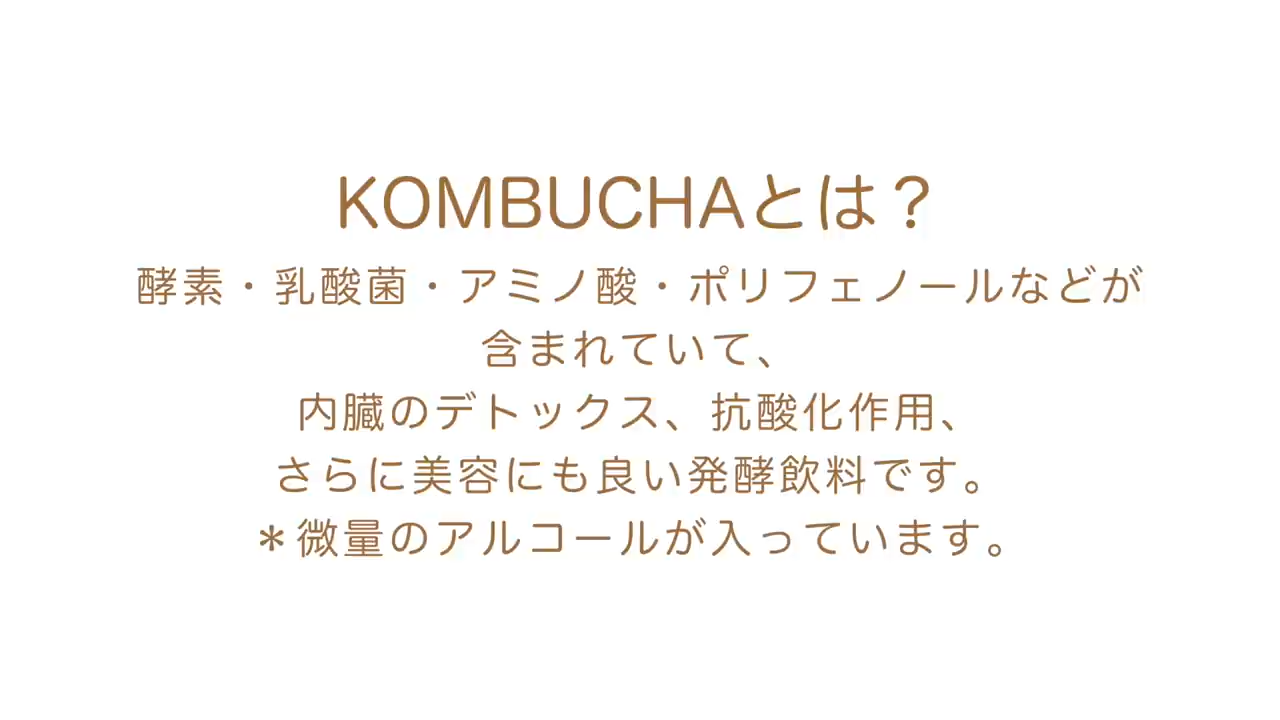 KOMBUCHAとは？
酵素・乳酸菌・アミノ酸・ポリフェノールなどが
含まれていて、
内臓のデトックス、抗酸化作用、
さらに美容にも良い発酵飲料です。
＊微量のアルコールが入っています。